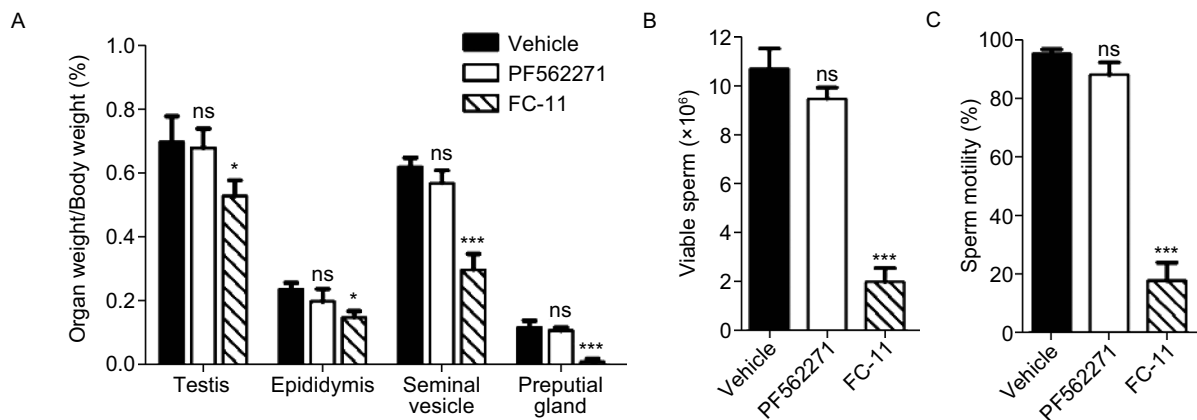 A
Organ weight/Body weight (%)
1.0
0.8
0.6
0.4
0.2
0.0
Vehicle
PF562271
FC-11
ns
*
ns
*
ns
***
ns
***
Testis
Epididymis
Seminal
vesicle
Preputial
gland
B
Viable sperm (×10⁶)
12
10
8
6
4
2
0
ns
***
Vehicle
PF562271
FC-11
C
Sperm motility (%)
100
80
60
40
20
0
ns
***
Vehicle
PF562271
FC-11